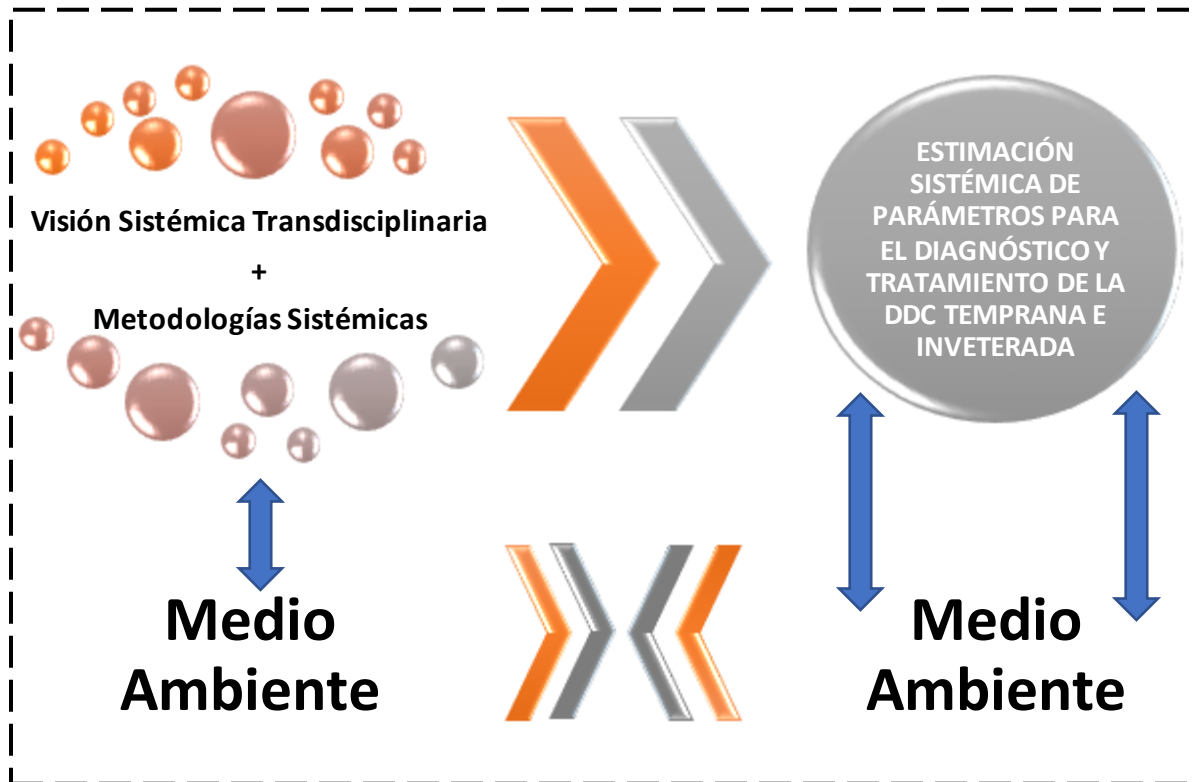 Visión Sistémica Transdisciplinaria
+
Metodologías Sistémicas
ESTIMACIÓN
SISTÉMICA DE
PARÁMETROS PARA
EL DIAGNÓSTICO Y
TRATAMIENTO DE LA
DDC TEMPRANA E
INVETERADA
Medio
Ambiente
Medio
Ambiente